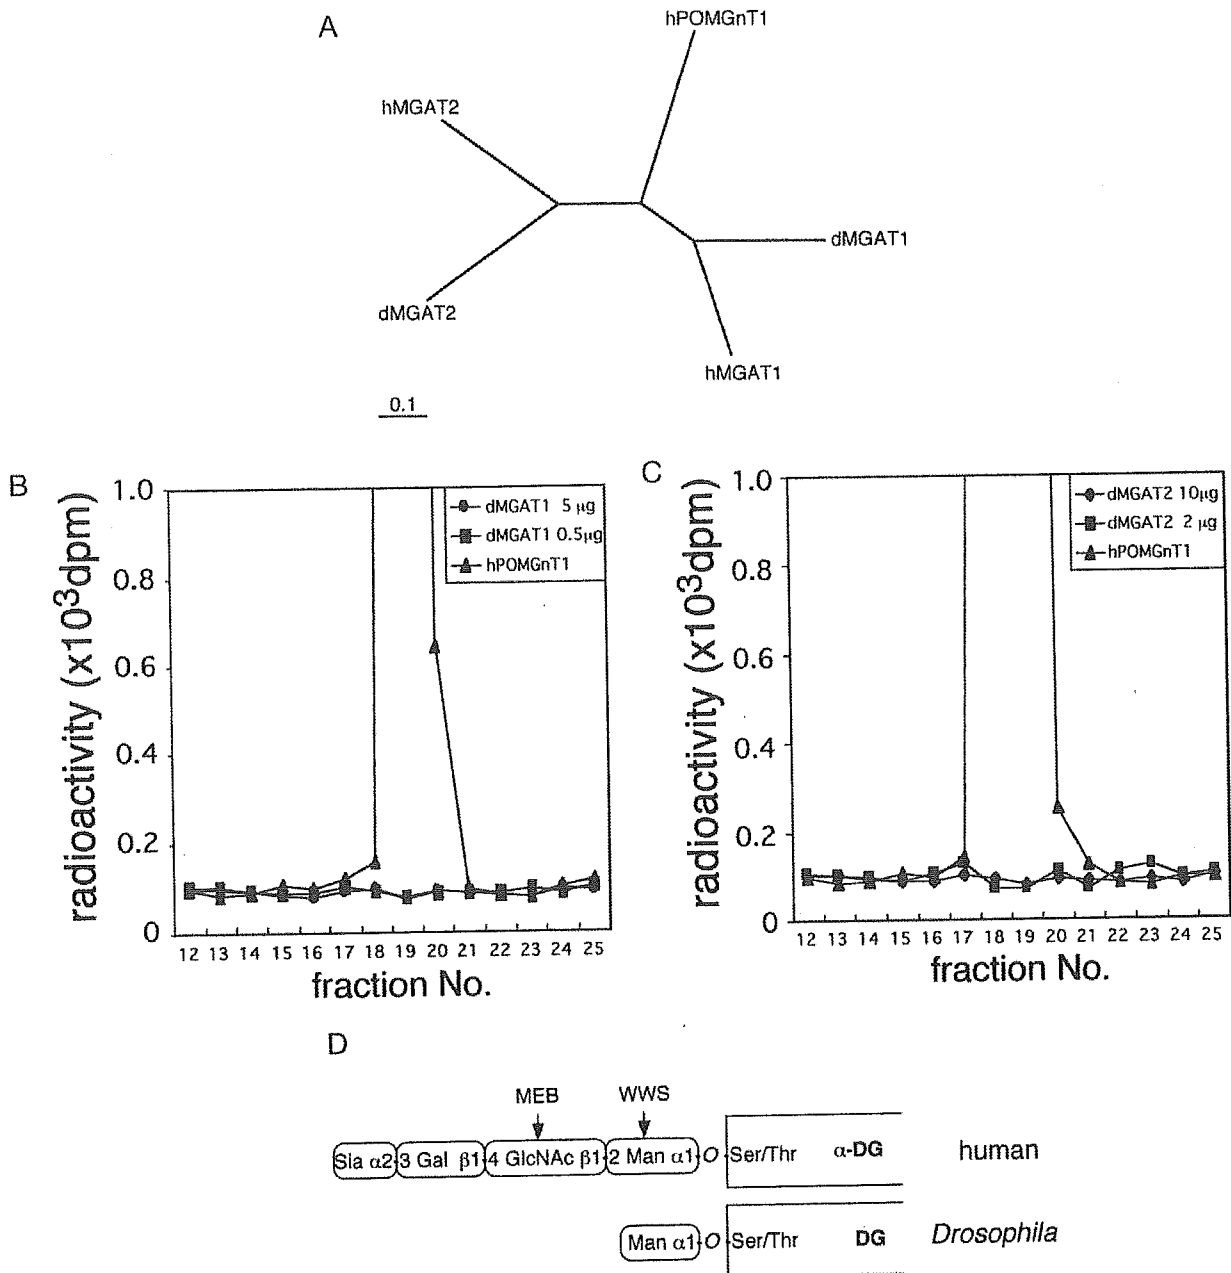 A
hPOMGnT1
hMGAT2
dMGAT1
dMGAT2
hMGAT1
0.1
B
radioactivity (x10³dpm)
1.0
0.8
0.6
0.4
0.2
0
dMGAT1 5 μg
dMGAT1 0.5μg
hPOMGnT1
12 13 14 15 16 17 18 19 20 21 22 23 24 25
fraction No.
C
radioactivity (x10³dpm)
1.0
0.8
0.6
0.4
0.2
0
dMGAT2 10μg
dMGAT2 2 μg
hPOMGnT1
12 13 14 15 16 17 18 19 20 21 22 23 24 25
fraction No.
D
MEB WWS
Sia α2 3 Gal β1 4 GlcNAc β1 2 Man α1 O Ser/Thr α-DG human
Man α1 O Ser/Thr DG Drosophila